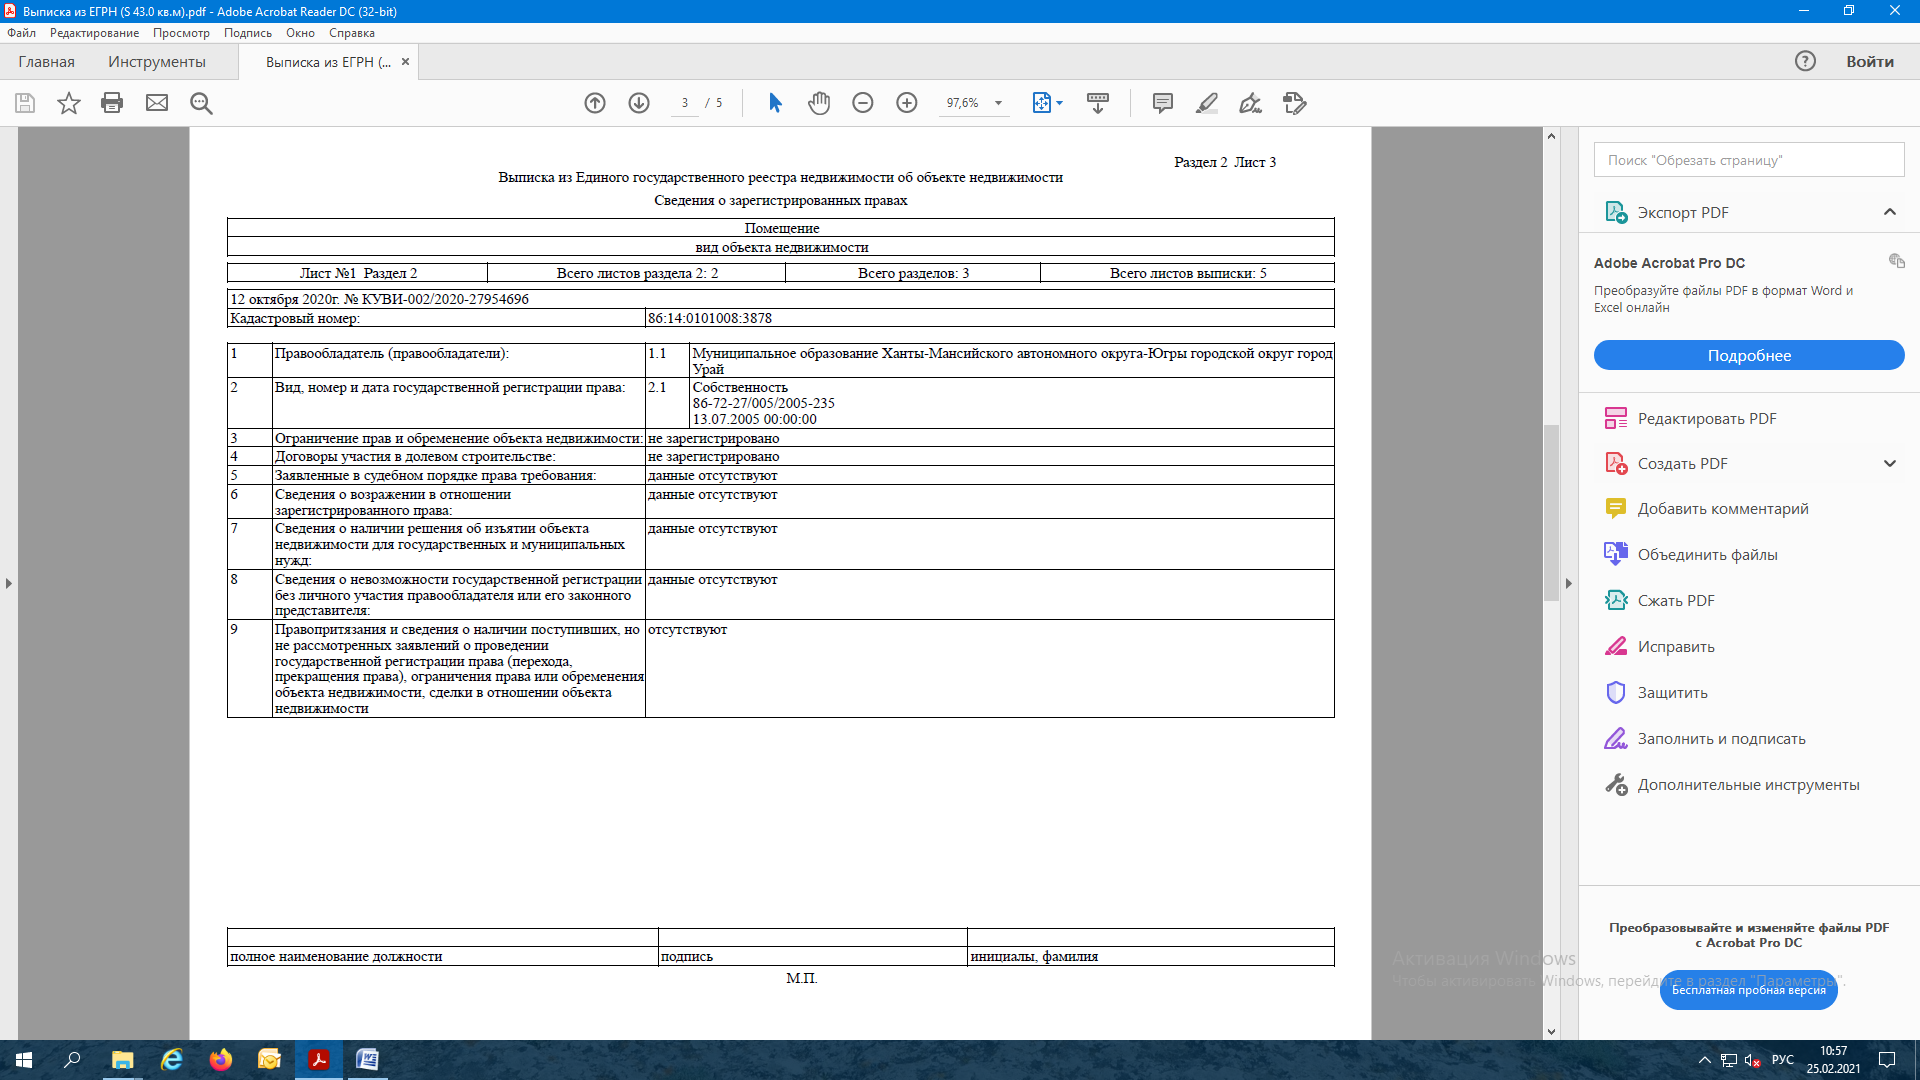 Выписка из ЕГРН (S 43.0 кв.м).pdf - Adobe Acrobat Reader DC (32-bit)
Файл Редактирование Просмотр Подпись Окно Справка
Главная Инструменты Выписка из ЕГРН (... ×
? Войти
3 / 5 97,6%
Раздел 2 Лист 3
Выписка из Единого государственного реестра недвижимости об объекте недвижимости
Сведения о зарегистрированных правах
Помещение
вид объекта недвижимости
Лист №1 Раздел 2 Всего листов раздела 2: 2 Всего разделов: 3 Всего листов выписки: 5
12 октября 2020г. № КУВИ-002/2020-27954696
Кадастровый номер: 86:14:0101008:3878
1 Правообладатель (правообладатели): 1.1 Муниципальное образование Ханты-Мансийского автономного округа-Югры городской округ город
Урай
2 Вид, номер и дата государственной регистрации права: 2.1 Собственность
86-72-27/005/2005-235
13.07.2005 00:00:00
3 Ограничение прав и обременение объекта недвижимости: не зарегистрировано
4 Договоры участия в долевом строительстве: не зарегистрировано
5 Заявленные в судебном порядке права требования: данные отсутствуют
6 Сведения о возражении в отношении данные отсутствуют
зарегистрированного права:
7 Сведения о наличии решения об изъятии объекта данные отсутствуют
недвижимости для государственных и муниципальных
нужд:
8 Сведения о невозможности государственной регистрации данные отсутствуют
без личного участия правообладателя или его законного
представителя:
9 Правопритязания и сведения о наличии поступивших, но отсутствуют
не рассмотренных заявлений о проведении
государственной регистрации права (перехода,
прекращения права), ограничения права или обременения
объекта недвижимости, сделки в отношении объекта
недвижимости
полное наименование должности подпись инициалы, фамилия
М.П.
Поиск "Обрезать страницу"
Экспорт PDF
Adobe Acrobat Pro DC
Преобразуйте файлы PDF в формат Word и
Excel онлайн
Подробнее
Редактировать PDF
Создать PDF
Добавить комментарий
Объединить файлы
Сжать PDF
Исправить
Защитить
Заполнить и подписать
Дополнительные инструменты
Преобразовывайте и изменяйте файлы PDF
с Acrobat Pro DC
Бесплатная пробная версия
Активация Windows
Чтобы активировать Windows, перейдите в раздел "Параметры".
РУС
10:57
25.02.2021